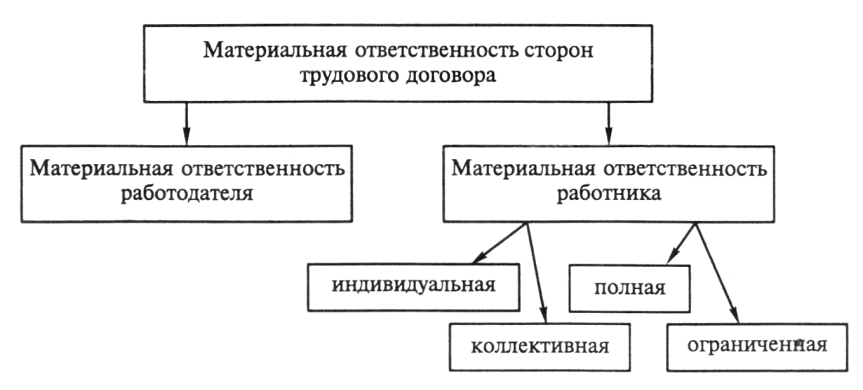 Материальная ответственность сторон
трудового договора
Материальная ответственность
работодателя
Материальная ответственность
работника
индивидуальная
полная
коллективная
ограниченная